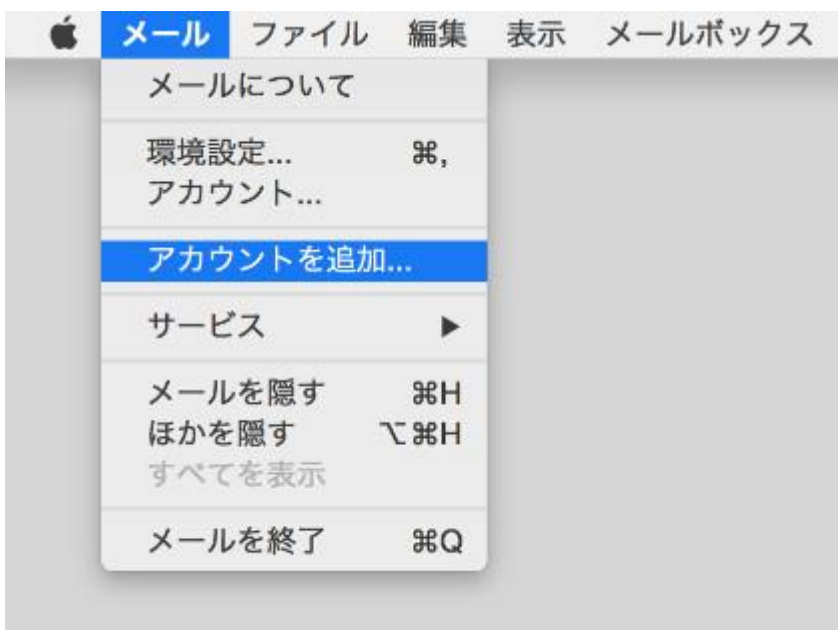 メール ファイル 編集 表示 メールボックス
メールについて
環境設定... ⌘,
アカウント...
アカウントを追加...
サービス ▶
メールを隠す ⌘H
ほかを隠す ⌥⌘H
すべてを表示
メールを終了 ⌘Q